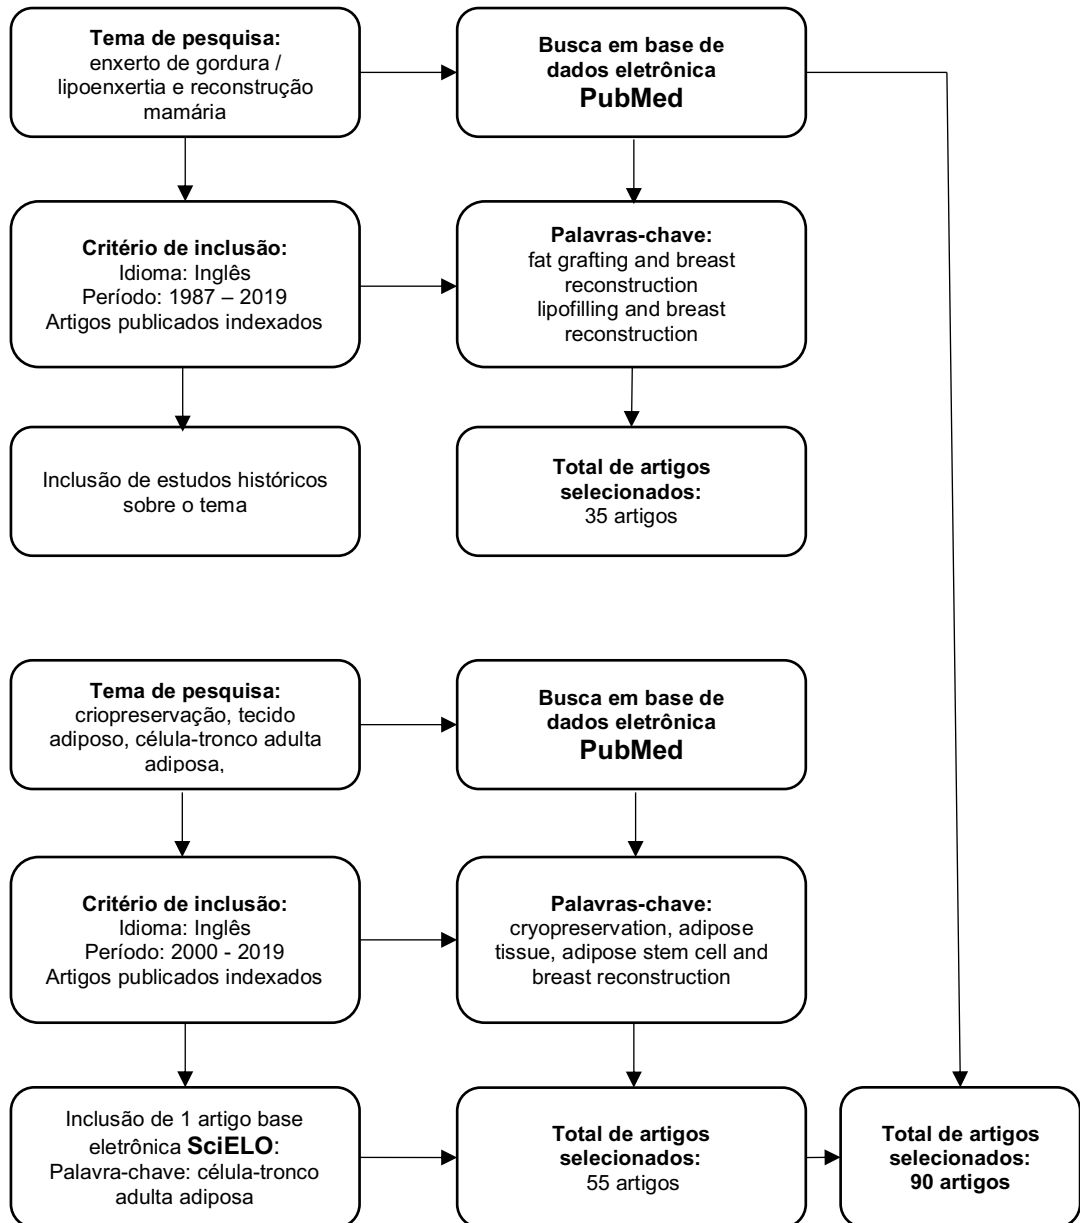 Tema de pesquisa:
enxerto de gordura /
lipoenxertia e reconstrução
mamária
Busca em base de
dados eletrônica
PubMed
Critério de inclusão:
Idioma: Inglês
Período: 1987 – 2019
Artigos publicados indexados
Palavras-chave:
fat grafting and breast
reconstruction
lipofilling and breast
reconstruction
Inclusão de estudos históricos
sobre o tema
Total de artigos
selecionados:
35 artigos
Tema de pesquisa:
criopreservação, tecido
adiposo, célula-tronco adulta
adiposa,
Busca em base de
dados eletrônica
PubMed
Critério de inclusão:
Idioma: Inglês
Período: 2000 - 2019
Artigos publicados indexados
Palavras-chave:
cryopreservation, adipose
tissue, adipose stem cell and
breast reconstruction
Inclusão de 1 artigo base
eletrônica SciELO:
Palavra-chave: célula-tronco
adulta adiposa
Total de artigos
selecionados:
55 artigos
Total de artigos
selecionados:
90 artigos